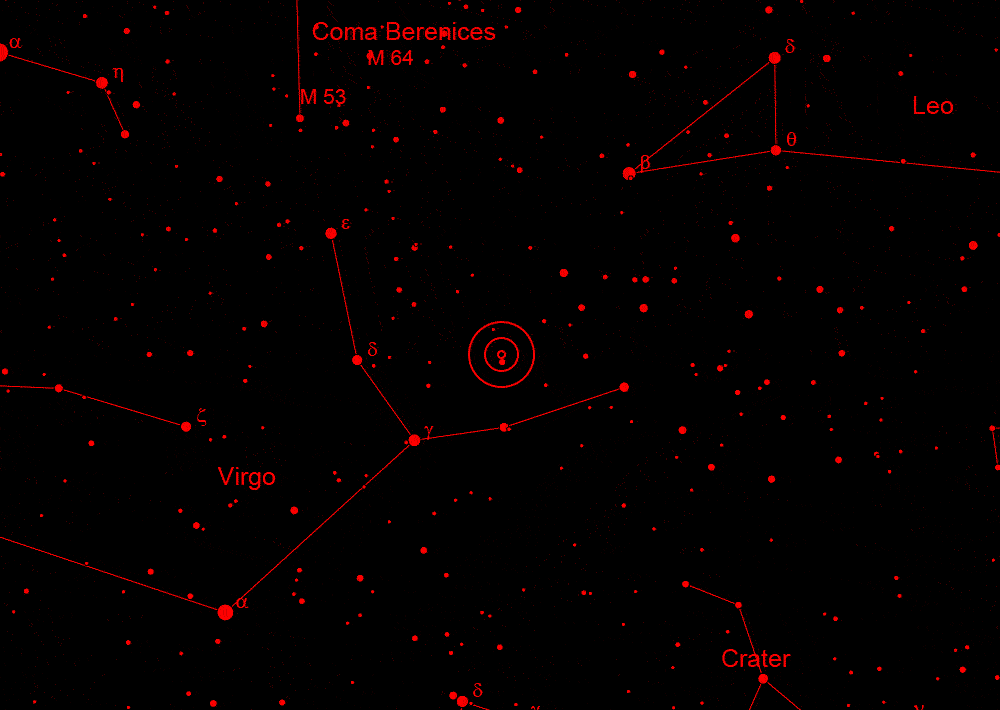 Coma Berenices
α
δ
M 64
η
M 53
Leo
θ
β
ε
δ
ζ
γ
Virgo
α
Crater
δ